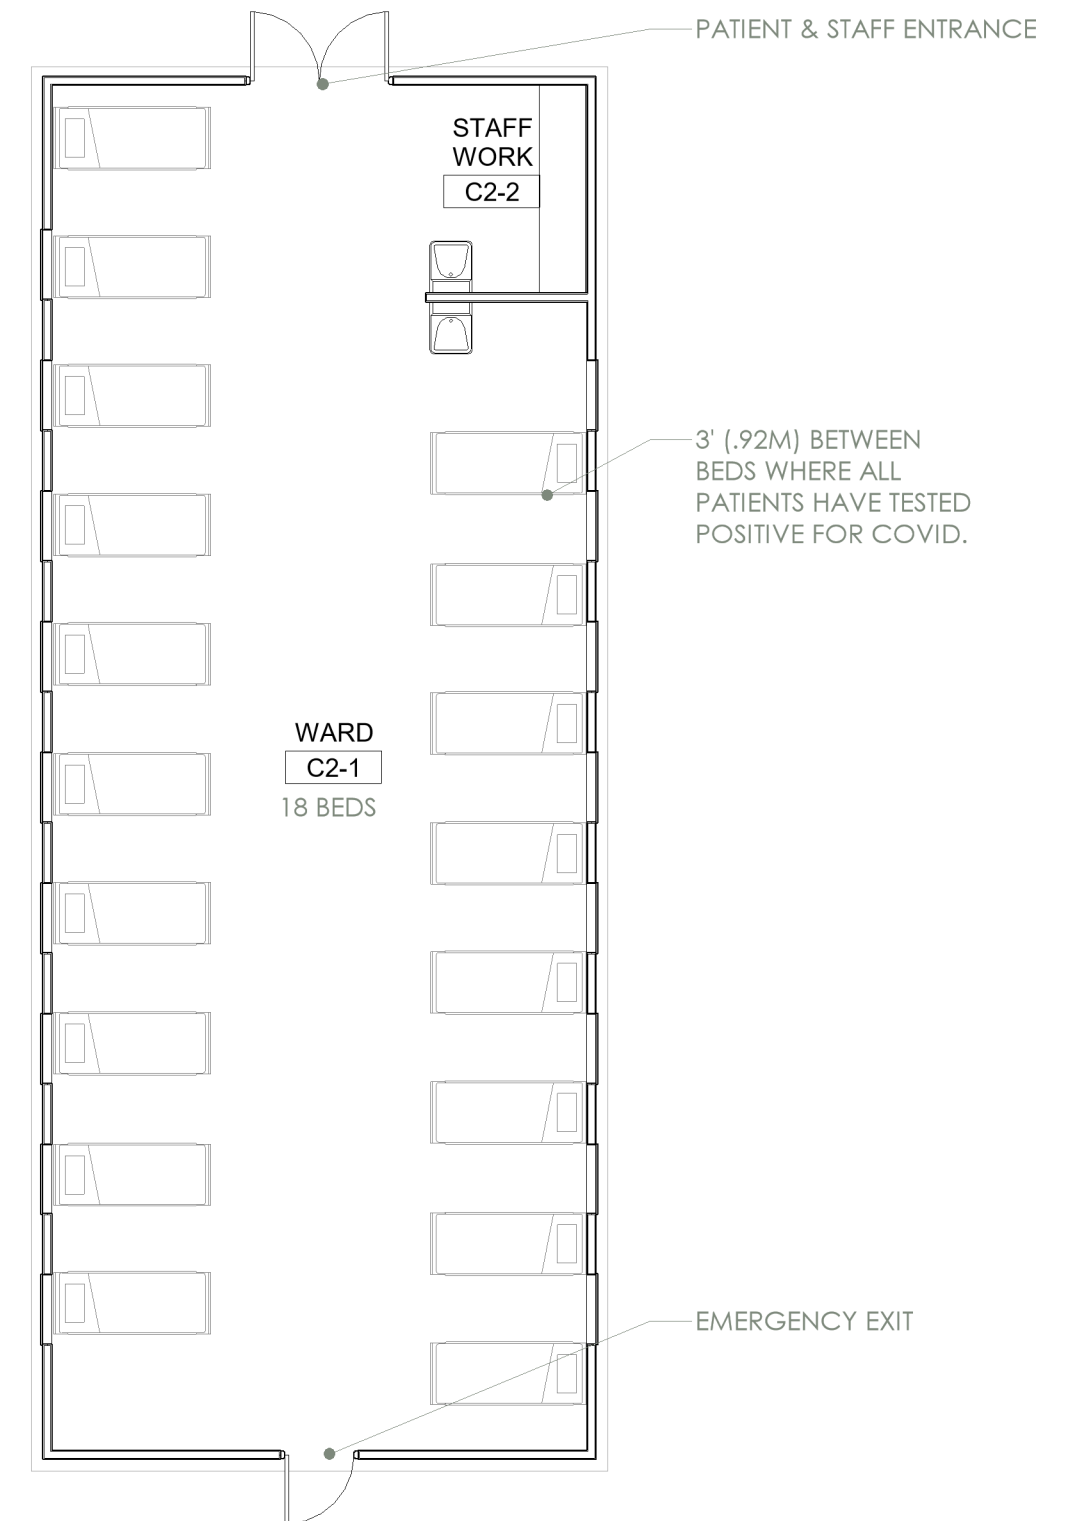 PATIENT & STAFF ENTRANCE
STAFF
WORK
C2-2
3' (.92M) BETWEEN
BEDS WHERE ALL
PATIENTS HAVE TESTED
POSITIVE FOR COVID.
WARD
C2-1
18 BEDS
EMERGENCY EXIT